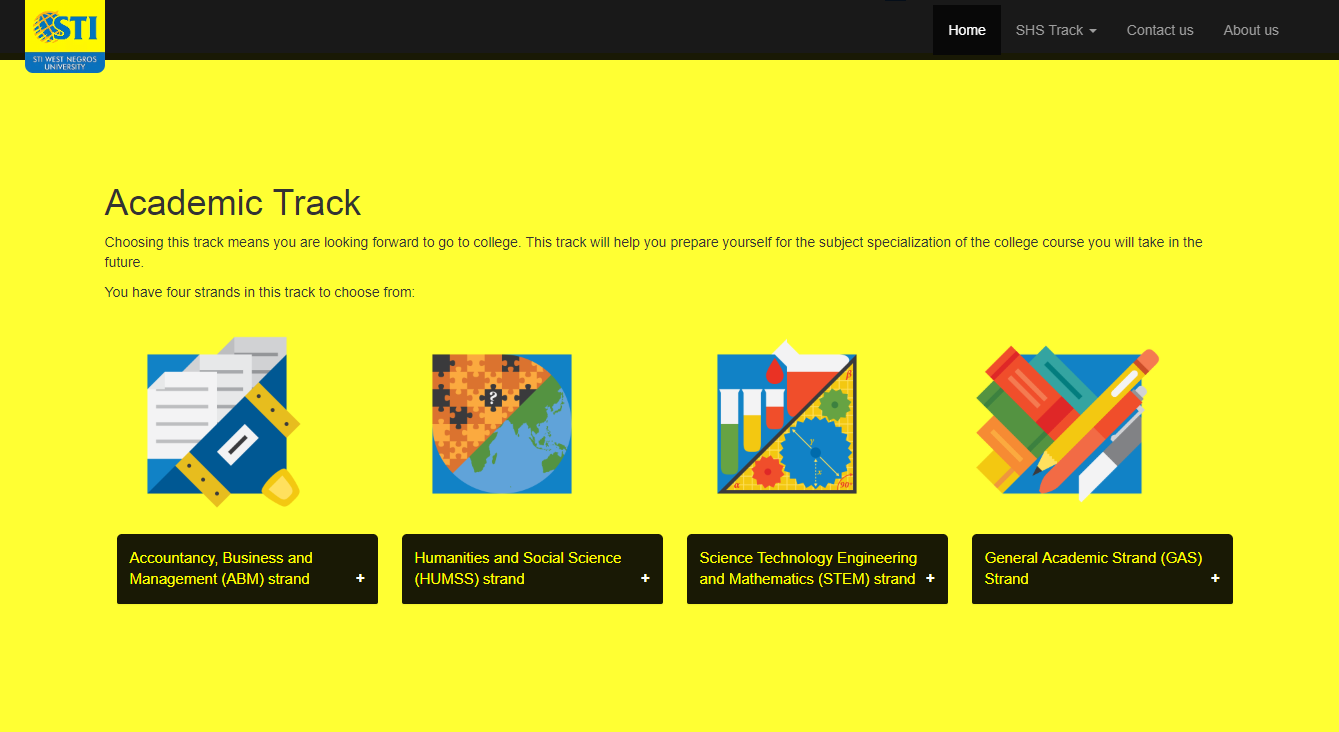 STI
STI WEST NEGROS
UNIVERSITY
Home
SHS Track
Contact us
About us
Academic Track
Choosing this track means you are looking forward to go to college. This track will help you prepare yourself for the subject specialization of the college course you will take in the
future.
You have four strands in this track to choose from:
?
β
y
x
α
90°
Accountancy, Business and
Management (ABM) strand +
Humanities and Social Science
(HUMSS) strand +
Science Technology Engineering
and Mathematics (STEM) strand +
General Academic Strand (GAS)
Strand +